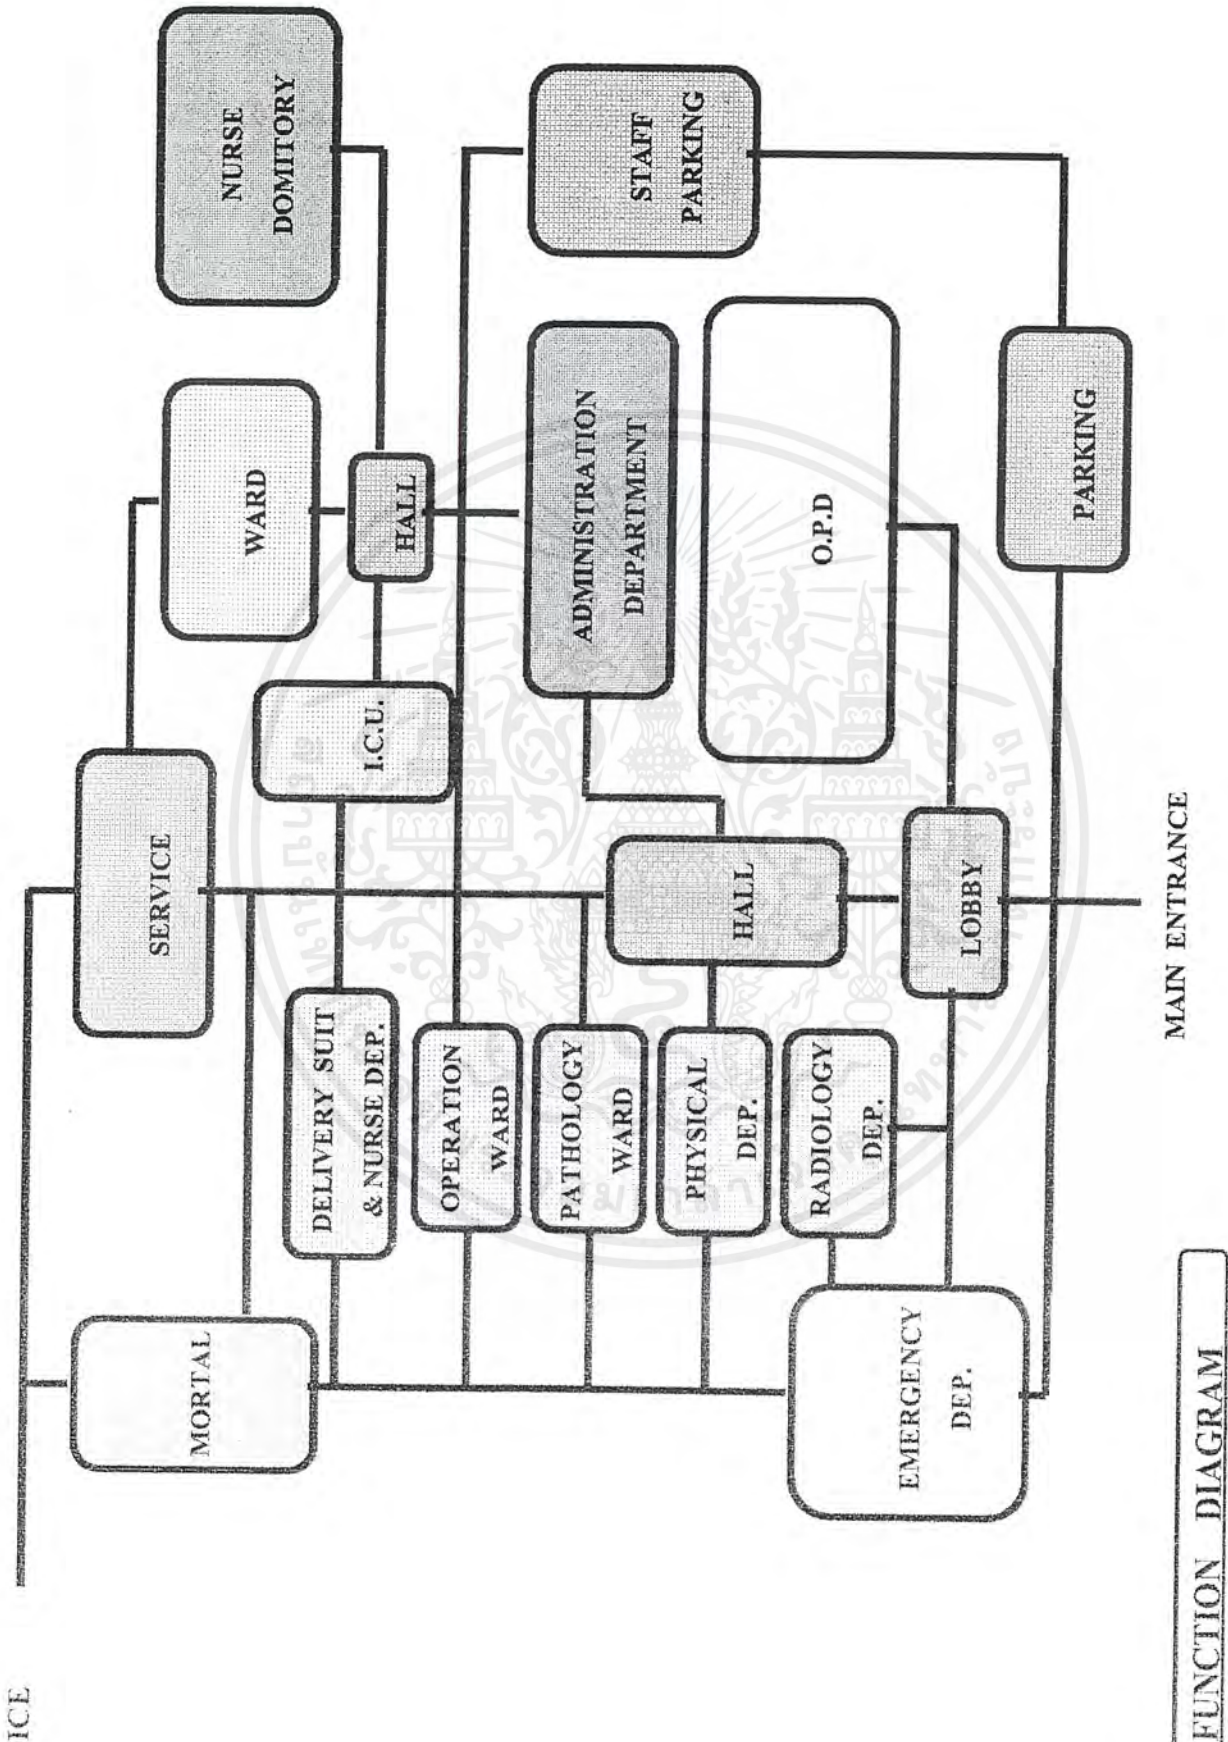 ICE
MORTAL
SERVICE
WARD
NURSE
DOMITORY
DELIVERY SUIT
& NURSE DEP.
I.C.U.
HALL
OPERATION
WARD
PATHOLOGY
WARD
ADMINISTRATION
DEPARTMENT
STAFF
PARKING
PHYSICAL
DEP.
HALL
RADIOLOGY
DEP.
O.P.D
EMERGENCY
DEP.
LOBBY
PARKING
MAIN ENTRANCE
FUNCTION DIAGRAM